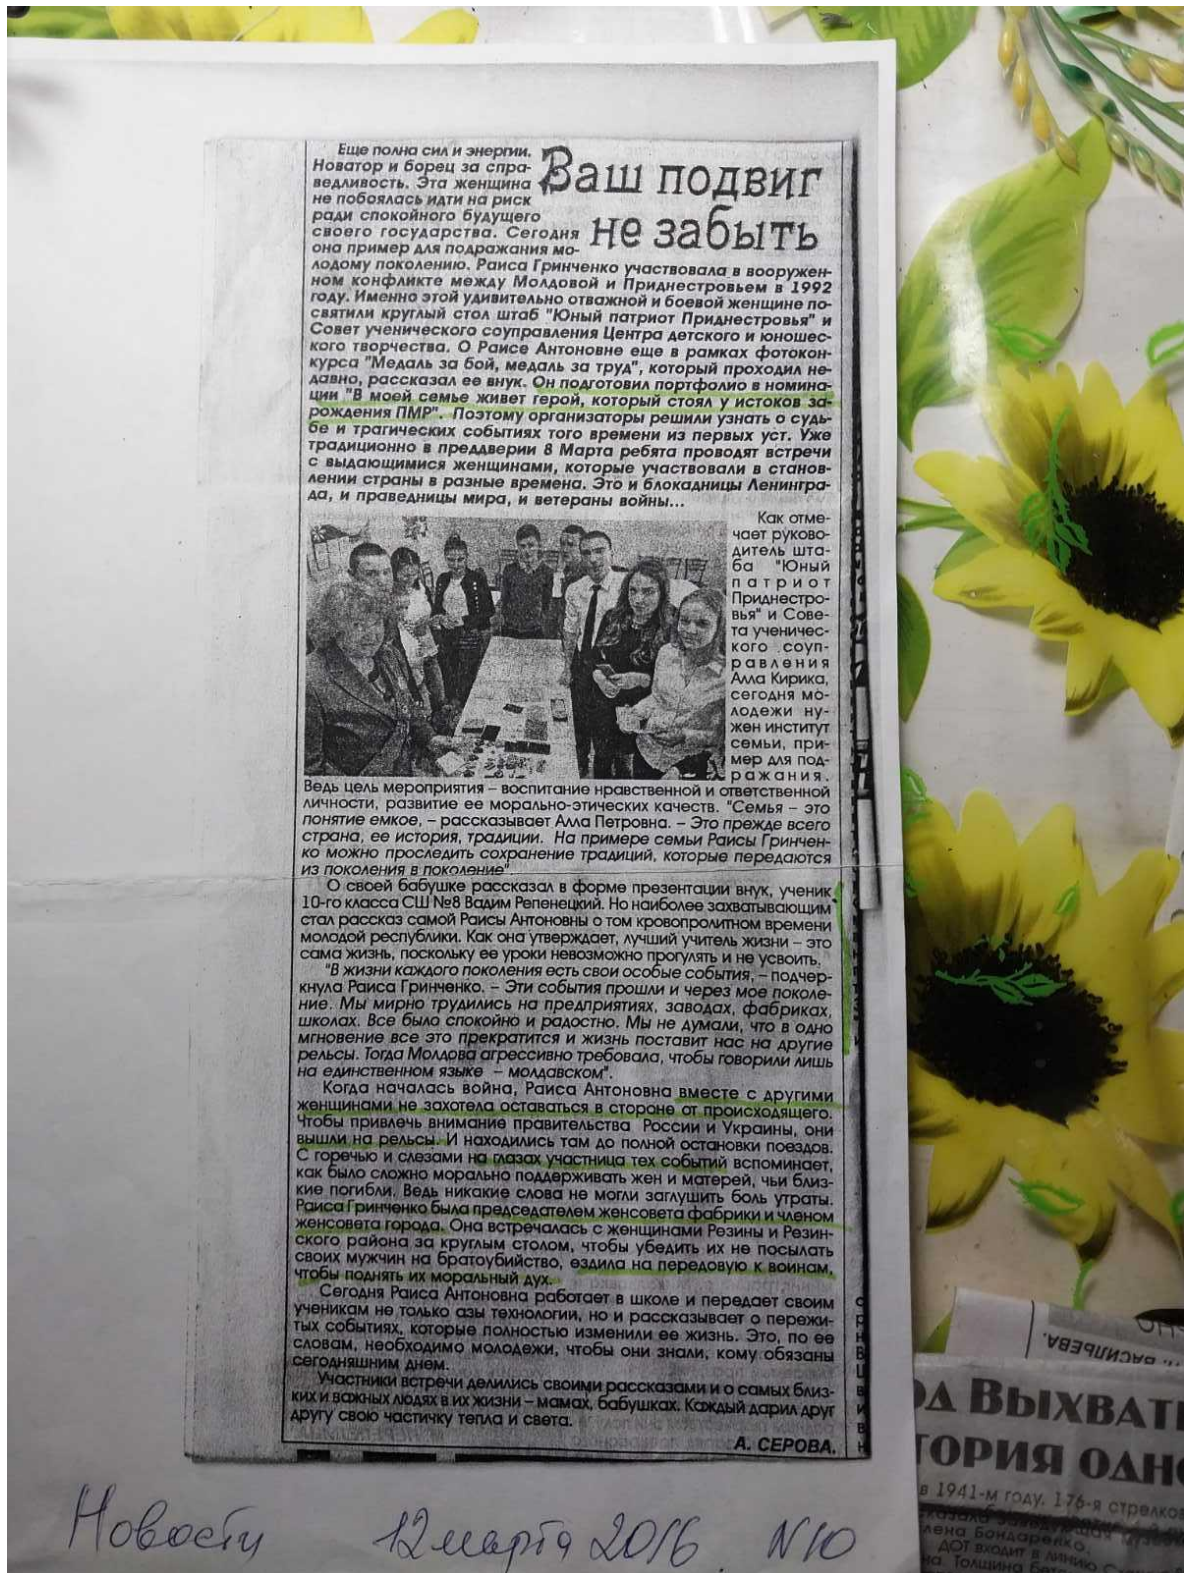 Ваш подвиг
не забыть
Еще полна сил и энергии.
Новатор и борец за спра-
ведливость. Эта женщина
не побоялась идти на риск
ради спокойного будущего
своего государства. Сегодня
она пример для подражания мо-
лодому поколению. Раиса Гринченко участвовала в вооружен-
ном конфликте между Молдовой и Приднестровьем в 1992
году. Именно этой удивительно отважной и боевой женщине по-
святили круглый стол штаб "Юный патриот Приднестровья" и
Совет ученического соуправления Центра детского и юношес-
кого творчества. О Раисе Антоновне еще в рамках фотокон-
курса "Медаль за бой, медаль за труд", который проходил не-
давно, рассказал ее внук. Он подготовил портфолио в номина-
ции "В моей семье живет герой, который стоял у истоков за-
рождения ПМР". Поэтому организаторы решили узнать о судь-
бе и трагических событиях того времени из первых уст. Уже
традиционно в преддверии 8 Марта ребята проводят встречи
с выдающимися женщинами, которые участвовали в станов-
лении страны в разные времена. Это и блокадницы Ленингра-
да, и праведницы мира, и ветераны войны...
Как отме-
чает руково-
дитель шта-
ба "Юный
патриот
Приднестро-
вья" и Сове-
та ученичес-
кого соуп-
равления
Алла Кирика,
сегодня мо-
лодежи ну-
жен институт
семьи, при-
мер для под-
ражания.
Ведь цель мероприятия – воспитание нравственной и ответственной
личности, развитие ее морально-этических качеств. "Семья – это
понятие емкое, – рассказывает Алла Петровна. – Это прежде всего
страна, ее история, традиции. На примере семьи Раисы Гринчен-
ко можно проследить сохранение традиций, которые передаются
из поколения в поколение".
О своей бабушке рассказал в форме презентации внук, ученик
10-го класса СШ №8 Вадим Репенецкий. Но наиболее захватывающим
стал рассказ самой Раисы Антоновны о том кровопролитном времени
молодой республики. Как она утверждает, лучший учитель жизни – это
сама жизнь, поскольку ее уроки невозможно прогулять и не усвоить.
"В жизни каждого поколения есть свои особые события, – подчер-
кнула Раиса Гринченко. – Эти события прошли и через мое поколе-
ние. Мы мирно трудились на предприятиях, заводах, фабриках,
школах. Все было спокойно и радостно. Мы не думали, что в одно
мгновение все это прекратится и жизнь поставит нас на другие
рельсы. Тогда Молдова агрессивно требовала, чтобы говорили лишь
на единственном языке – молдавском".
Когда началась война, Раиса Антоновна вместе с другими
женщинами не захотела оставаться в стороне от происходящего.
Чтобы привлечь внимание правительства России и Украины, они
вышли на рельсы. И находились там до полной остановки поездов.
С горечью и слезами на глазах участница тех событий вспоминает,
как было сложно морально поддерживать жен и матерей, чьи близ-
кие погибли. Ведь никакие слова не могли заглушить боль утраты.
Раиса Гринченко была председателем женсовета фабрики и членом
женсовета города. Она встречалась с женщинами Резины и Резин-
ского района за круглым столом, чтобы убедить их не посылать
своих мужчин на братоубийство, ездила на передовую к воинам,
чтобы поднять их моральный дух.
Сегодня Раиса Антоновна работает в школе и передает своим
ученикам не только азы технологии, но и рассказывает о пережи-
тых событиях, которые полностью изменили ее жизнь. Это, по ее
словам, необходимо молодежи, чтобы они знали, кому обязаны
сегодняшним днем.
Участники встречи делились своими рассказами и о самых близ-
ких и важных людях в их жизни – мамах, бабушках. Каждый дарил друг
другу свою частичку тепла и света.
А. СЕРОВА.
Новости 12 марта 2016 N10
ВАСИЛЬЕВА.
ОД ВЫХВАТ
ТОРИЯ ОДН
в 1941-м году. 176-я стрелков
лена Бондаренко.
ДОТ входит в линию
на. Толщина